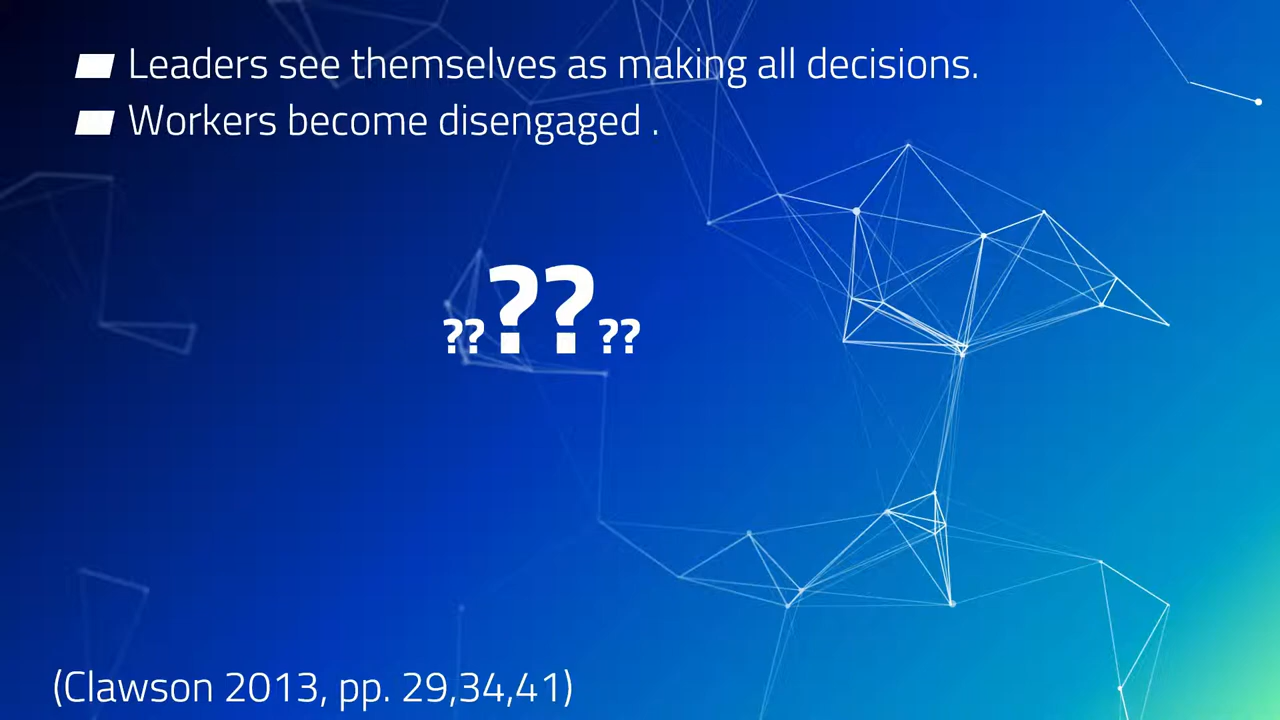 Leaders see themselves as making all decisions.
Workers become disengaged .
??????
(Clawson 2013, pp. 29,34,41)